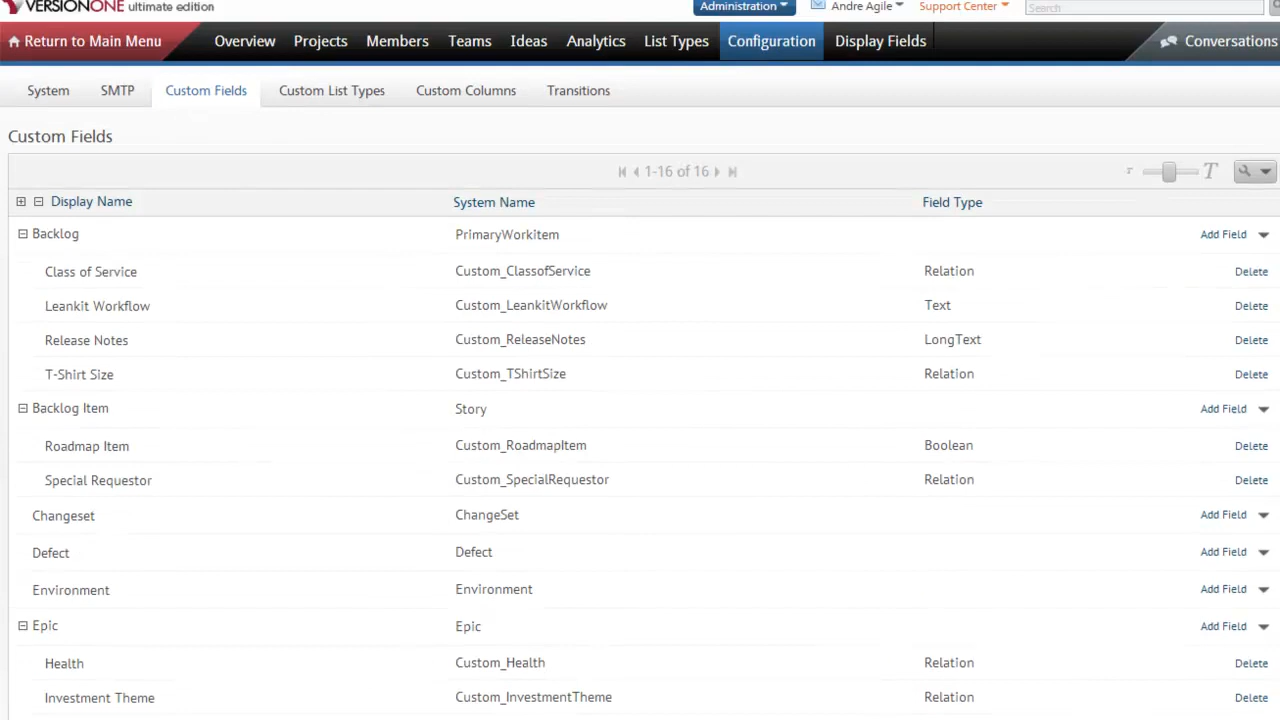 VERSIONONE ultimate edition
Administration Andre Agile Support Center Search
Return to Main Menu Overview Projects Members Teams Ideas Analytics List Types Configuration Display Fields Conversations
System SMTP Custom Fields Custom List Types Custom Columns Transitions
Custom Fields
1-16 of 16 T T
Display Name System Name Field Type
Backlog PrimaryWorkitem Add Field
Class of Service Custom_ClassofService Relation Delete
Leankit Workflow Custom_LeankitWorkflow Text Delete
Release Notes Custom_ReleaseNotes LongText Delete
T-Shirt Size Custom_TShirtSize Relation Delete
Backlog Item Story Add Field
Roadmap Item Custom_RoadmapItem Boolean Delete
Special Requestor Custom_SpecialRequestor Relation Delete
Changeset ChangeSet Add Field
Defect Defect Add Field
Environment Environment Add Field
Epic Epic Add Field
Health Custom_Health Relation Delete
Investment Theme Custom_InvestmentTheme Relation Delete